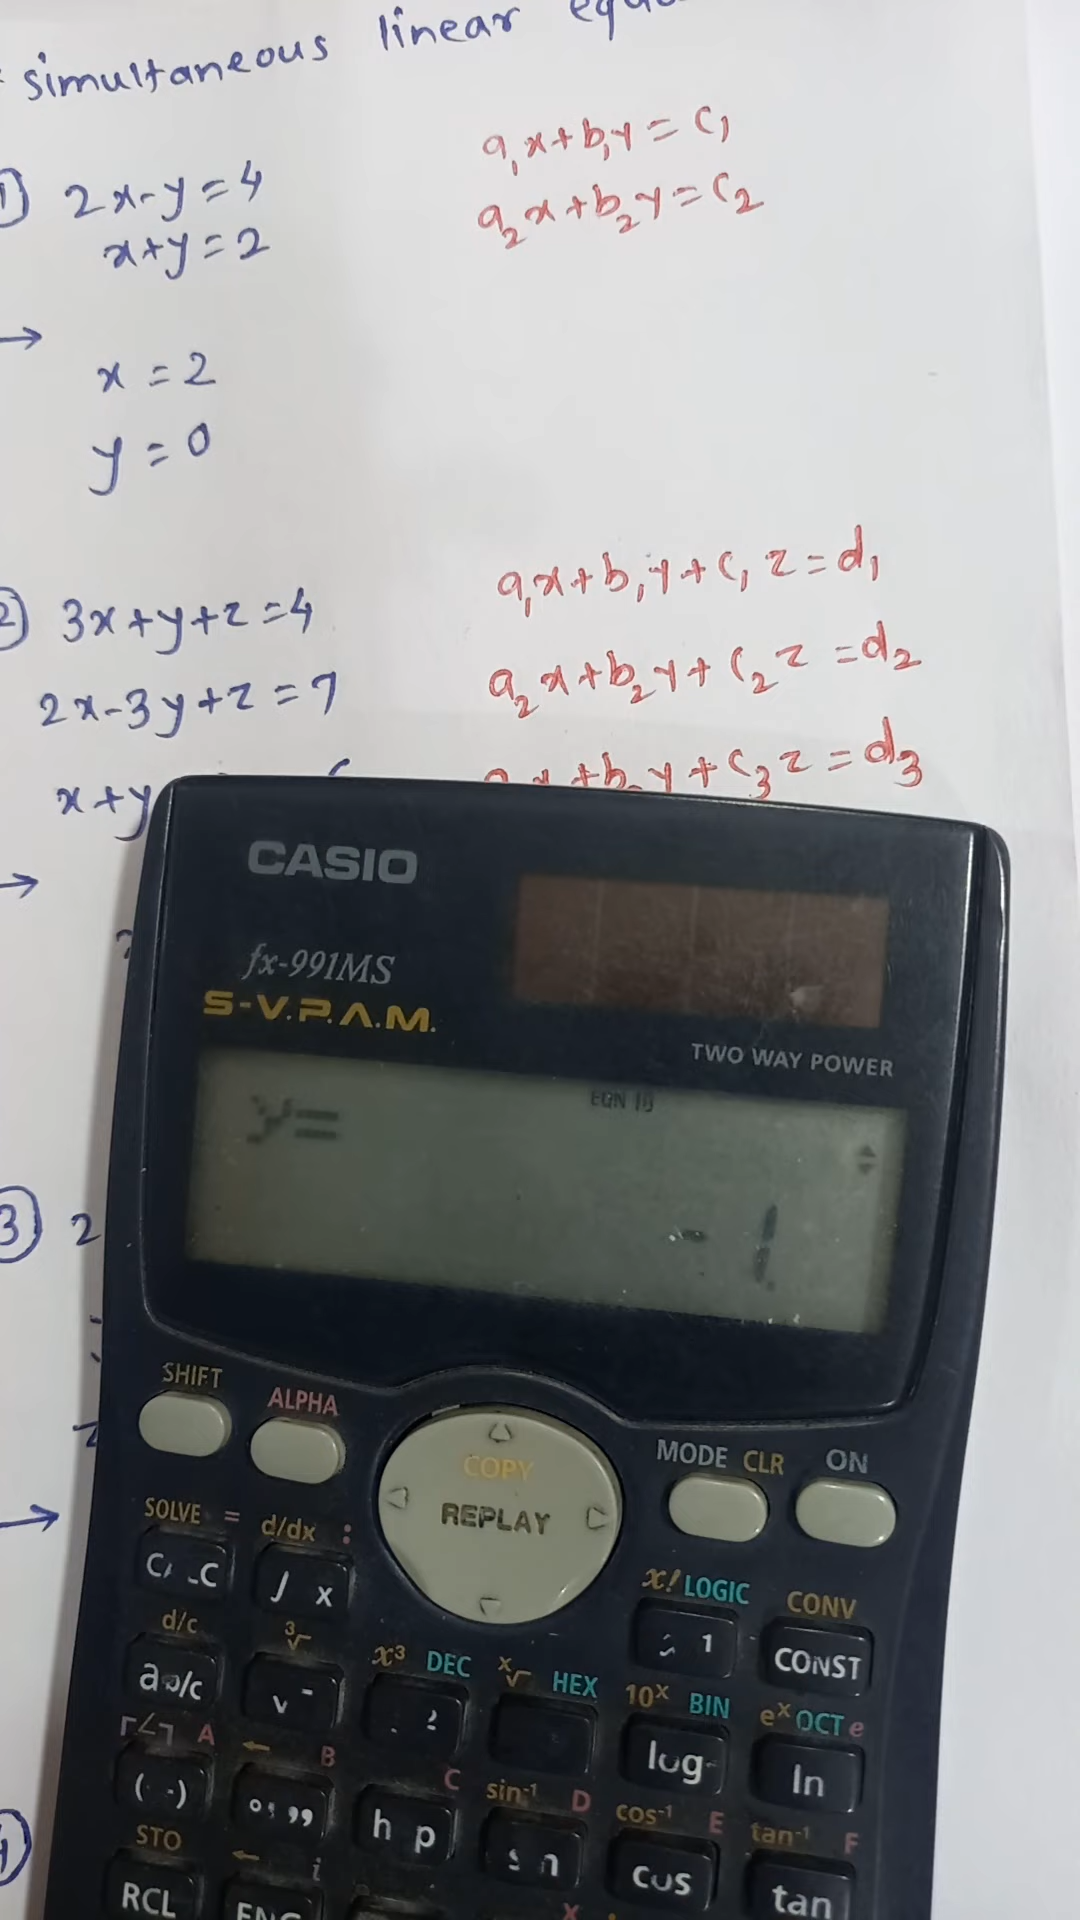 simultaneous linear
① 2x-y=4
x+y=2
a₁x+b₁y=c₁
a₂x+b₂y=c₂
→
x=2
y=0
② 3x+y+z=4
2x-3y+z=7
x+y
a₁x+b₁y+c₁z=d₁
a₂x+b₂y+c₂z=d₂
x+b y+c₃z=d₃
→
CASIO
fx-991MS
S-V.P.A.M.
TWO WAY POWER
EQN
y=
-1.
③ 2
→
SHIFT
ALPHA
COPY
REPLAY
MODE CLR
ON
SOLVE =
d/dx :
x! LOGIC
CONV
CONST
d/c
³√
x³ DEC
ˣ√ HEX
10ˣ BIN
eˣ OCT e
log
ln
A
←
B
C
sin⁻¹ D
cos⁻¹ E
tan⁻¹ F
(-)
h p
cos
tan
STO
←
i
RCL
ENG
X